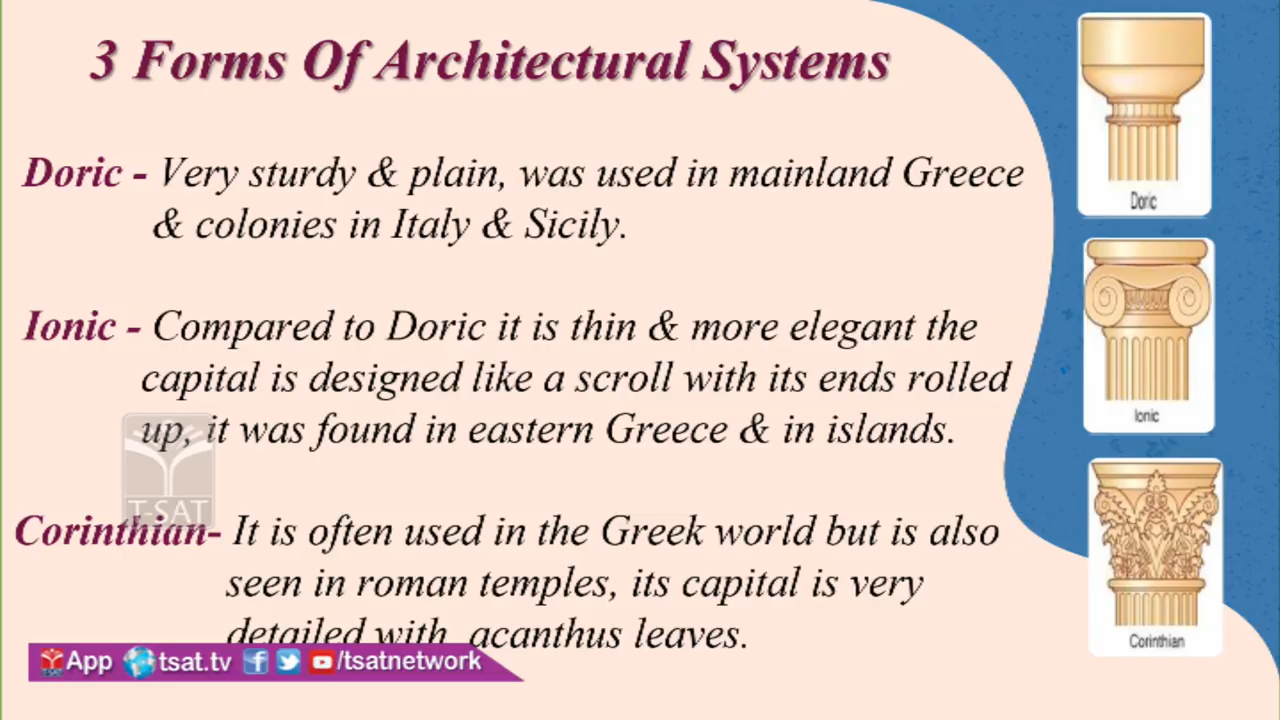 3 Forms Of Architectural Systems
Doric - Very sturdy & plain, was used in mainland Greece
& colonies in Italy & Sicily.
Ionic - Compared to Doric it is thin & more elegant the
capital is designed like a scroll with its ends rolled
up, it was found in eastern Greece & in islands.
T-SAT
Corinthian- It is often used in the Greek world but is also
seen in roman temples, its capital is very
detailed with acanthus leaves.
App tsat.tv /tsatnetwork
Doric
Ionic
Corinthian